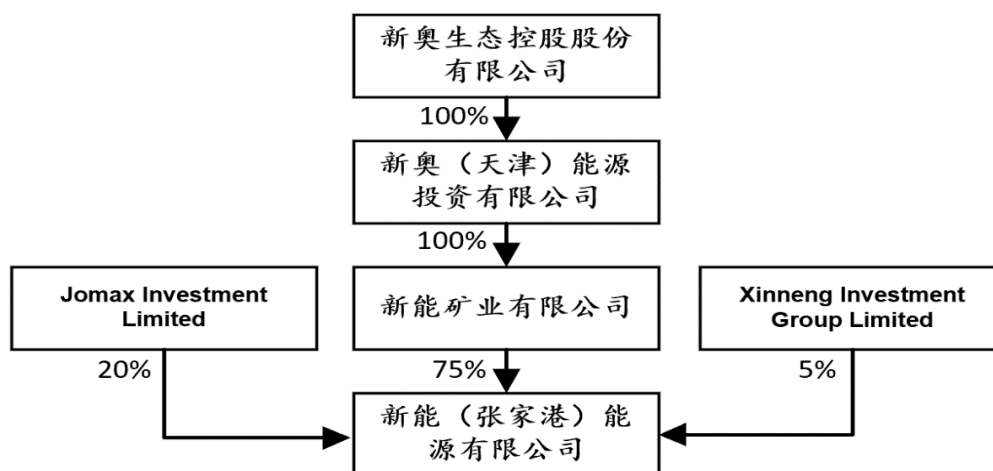 新奥生态控股股份
有限公司
100%
新奥（天津）能源
投资有限公司
100%
Jomax Investment
Limited
新能矿业有限公司
Xinneng Investment
Group Limited
20%
75%
5%
新能（张家港）能
源有限公司